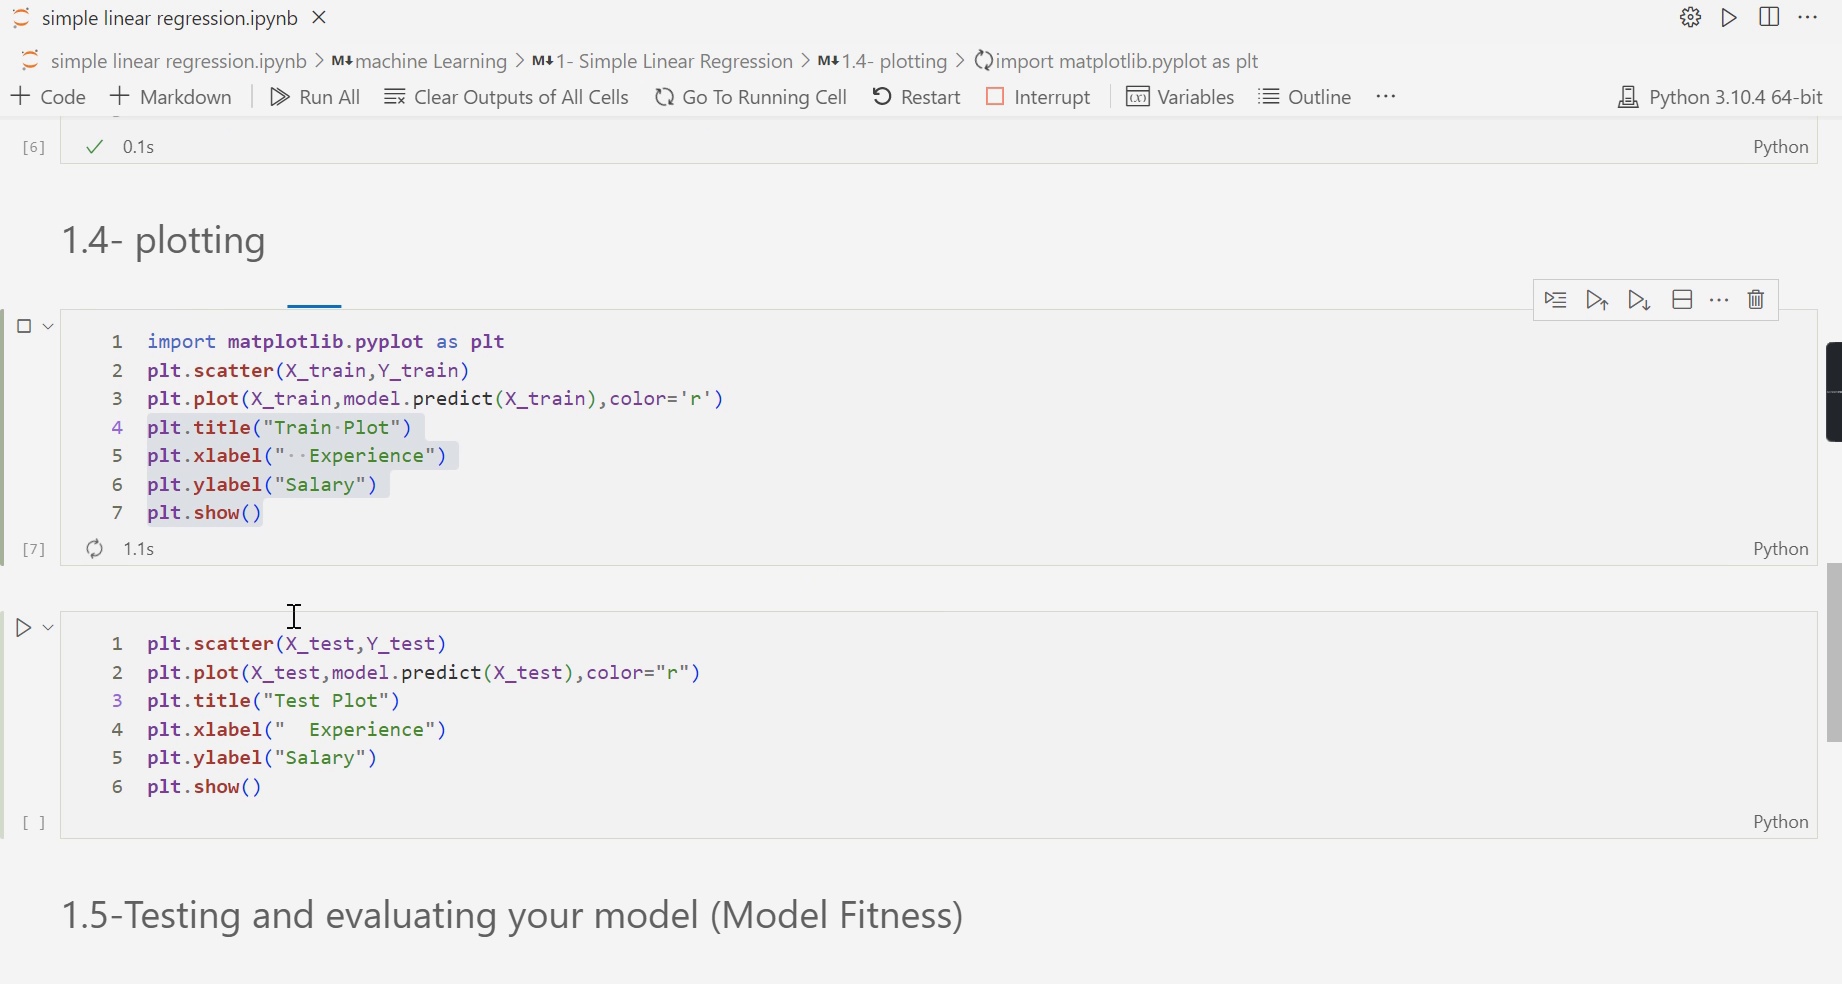 simple linear regression.ipynb
simple linear regression.ipynb > M↓machine Learning > M↓1- Simple Linear Regression > M↓1.4- plotting > import matplotlib.pyplot as plt
+ Code + Markdown Run All Clear Outputs of All Cells Go To Running Cell Restart Interrupt Variables Outline ··· Python 3.10.4 64-bit
[6] 0.1s Python
1.4- plotting
1 import matplotlib.pyplot as plt
2 plt.scatter(X_train,Y_train)
3 plt.plot(X_train,model.predict(X_train),color='r')
4 plt.title("Train·Plot")
5 plt.xlabel("··Experience")
6 plt.ylabel("Salary")
7 plt.show()
[7] 1.1s Python
1 plt.scatter(X_test,Y_test)
2 plt.plot(X_test,model.predict(X_test),color="r")
3 plt.title("Test Plot")
4 plt.xlabel("  Experience")
5 plt.ylabel("Salary")
6 plt.show()
[ ] Python
1.5-Testing and evaluating your model (Model Fitness)